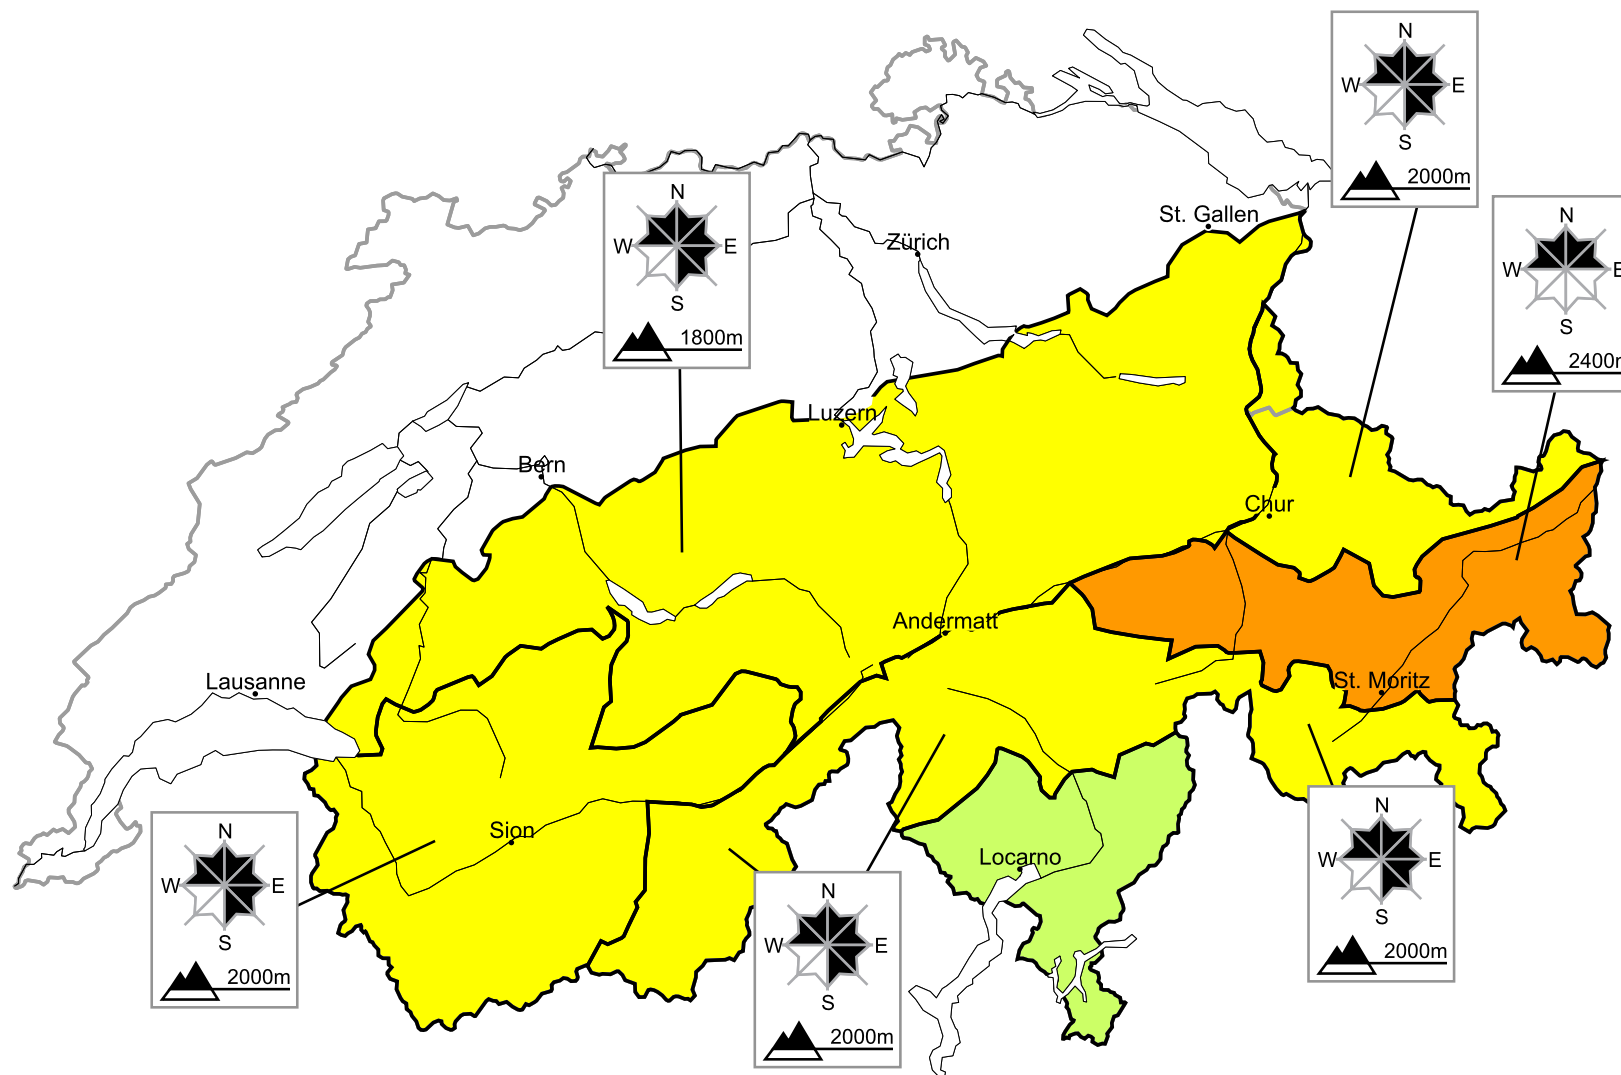 N
W E
S
2000m
N
W E
S
2400m
N
W E
S
1800m
St. Gallen
Zürich
Luzern
Bern
Chur
Andermatt
Lausanne
St. Moritz
Sion
Locarno
N
W E
S
2000m
N
W E
S
2000m
N
W E
S
2000m